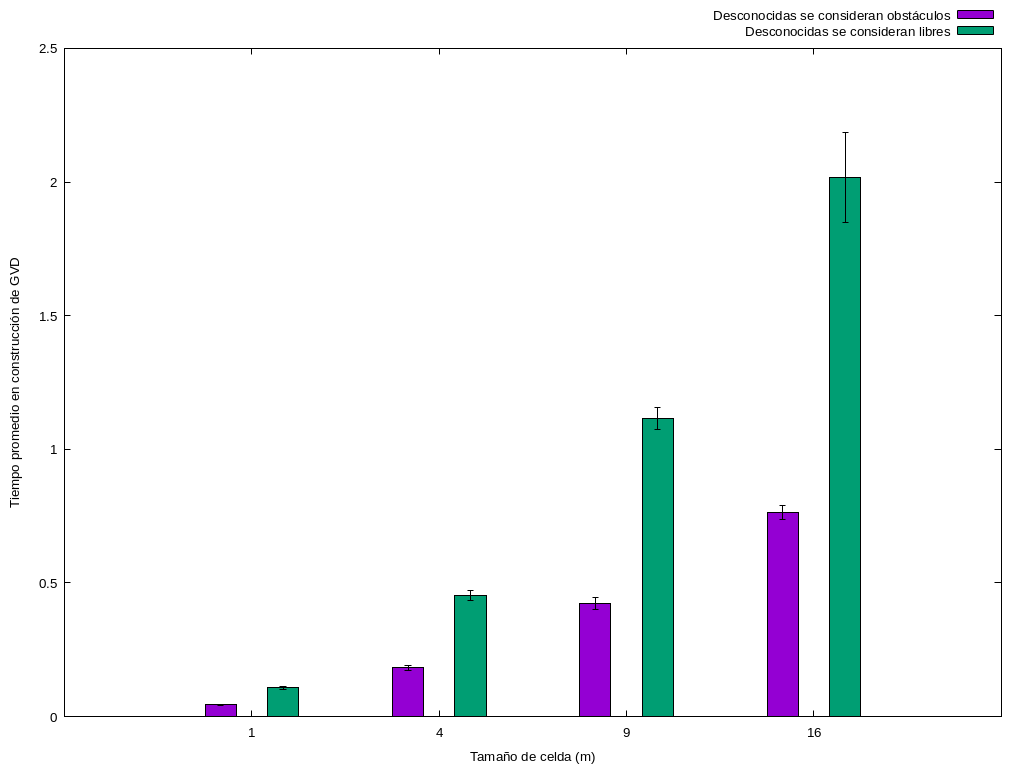 Desconocidas se consideran obstáculos
Desconocidas se consideran libres
2.5
2
1.5
1
0.5
0
Tiempo promedio en construcción de GVD
1 4 9 16
Tamaño de celda (m)